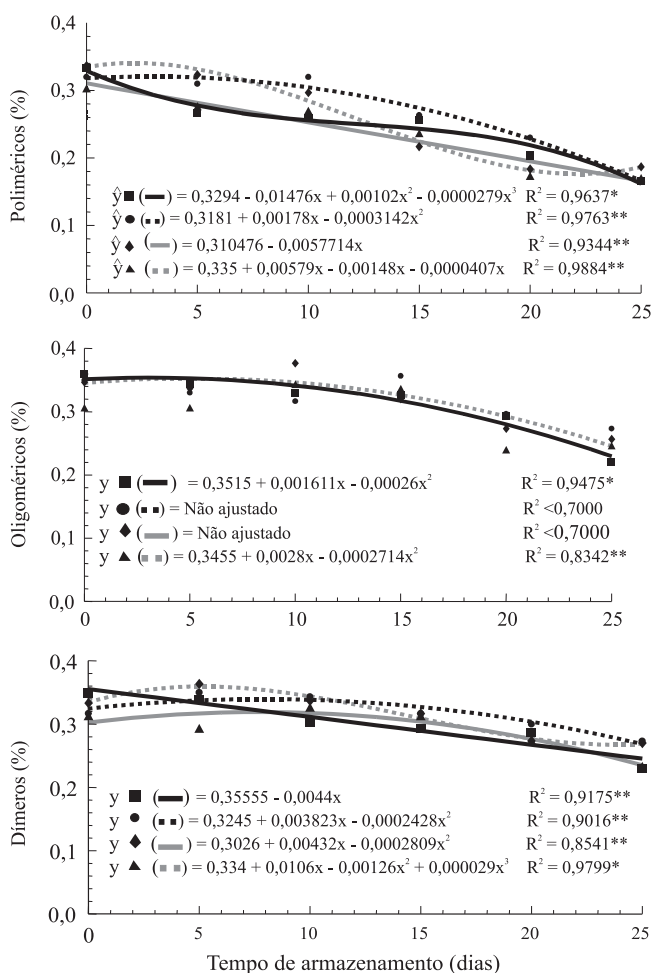 0,4
0,3
0,2
0,1
0,0
Poliméricos (%)
ŷ ■ (—) = 0,3294 - 0,01476x + 0,00102x² - 0,0000279x³ R² = 0,9637*
ŷ ● (---) = 0,3181 + 0,00178x - 0,0003142x² R² = 0,9763**
ŷ ♦ (—) = 0,310476 - 0,0057714x R² = 0,9344**
ŷ ▲ (---) = 0,335 + 0,00579x - 0,00148x - 0,0000407x R² = 0,9884**
0 5 10 15 20 25
0,4
0,3
0,2
0,1
0,0
Oligoméricos (%)
y ■ (—) = 0,3515 + 0,001611x - 0,00026x² R² = 0,9475*
y ● (---) = Não ajustado R² <0,7000
y ♦ (—) = Não ajustado R² <0,7000
y ▲ (---) = 0,3455 + 0,0028x - 0,0002714x² R² = 0,8342**
0 5 10 15 20 25
0,4
0,3
0,2
0,1
0,0
Dímeros (%)
y ■ (—) = 0,35555 - 0,0044x R² = 0,9175**
y ● (---) = 0,3245 + 0,003823x - 0,0002428x² R² = 0,9016**
y ♦ (—) = 0,3026 + 0,00432x - 0,0002809x² R² = 0,8541**
y ▲ (---) = 0,334 + 0,0106x - 0,00126x² + 0,000029x³ R² = 0,9799*
0 5 10 15 20 25
Tempo de armazenamento (dias)